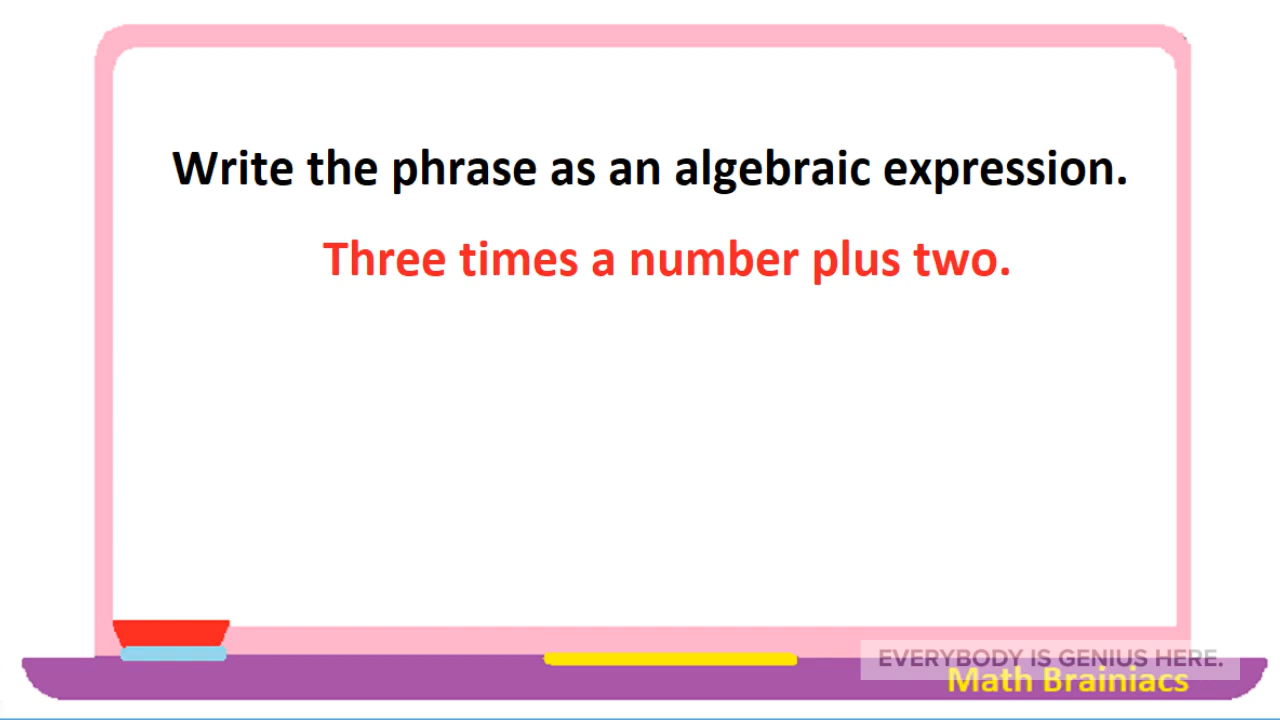 Write the phrase as an algebraic expression.
Three times a number plus two.
EVERYBODY IS GENIUS HERE.
Math Brainiacs